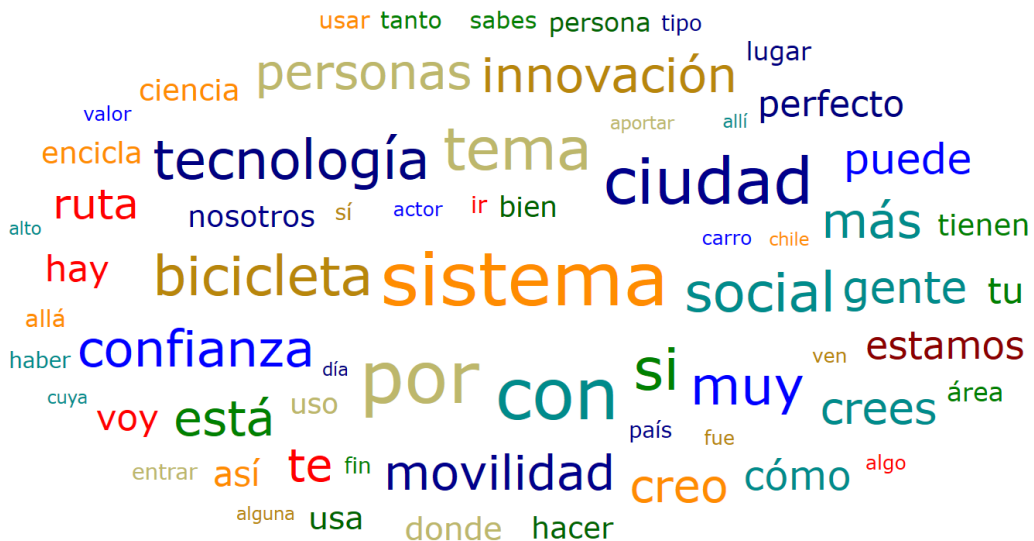 usar tanto sabes persona tipo
lugar
personas innovación
ciencia
perfecto
valor
aportar allí
encicla tecnología tema
ciudad puede
ruta nosotros sí actor ir bien
más tienen
alto
carro chile
hay bicicleta sistema
social gente tu
allá
confianza
haber
día
por con si muy
ven estamos
cuya
voy está uso
crees área
país fue
entrar así te fin movilidad
creo cómo algo
alguna usa donde hacer